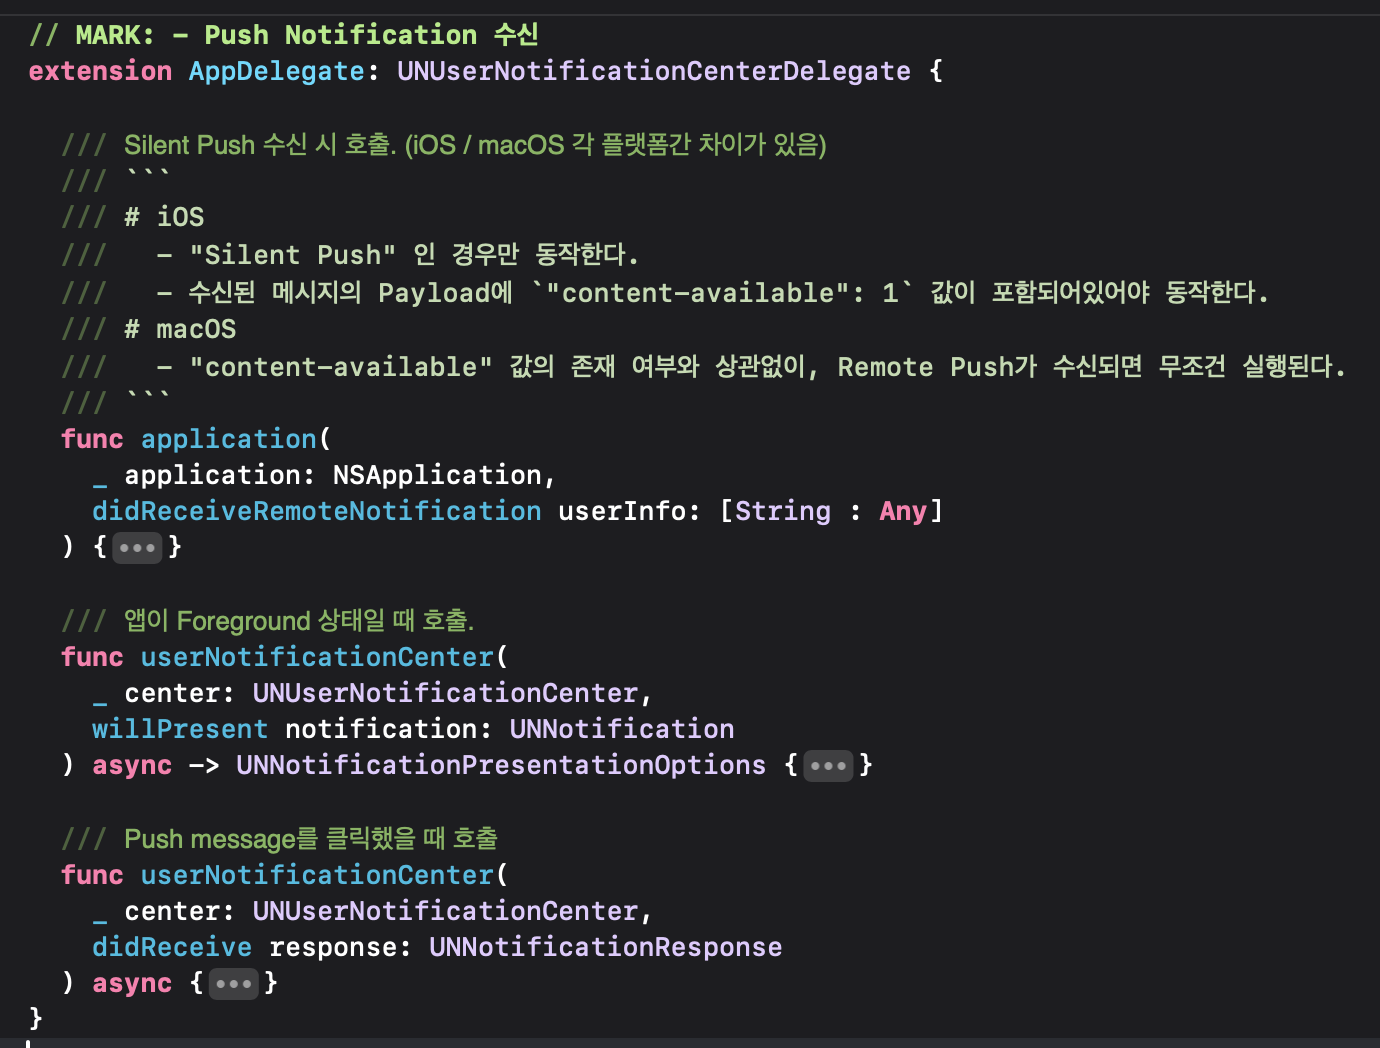 // MARK: - Push Notification 수신
extension AppDelegate: UNUserNotificationCenterDelegate {
/// Silent Push 수신 시 호출. (iOS / macOS 각 플랫폼간 차이가 있음)
/// ```
/// # iOS
///   - "Silent Push" 인 경우만 동작한다.
///   - 수신된 메시지의 Payload에 `"content-available": 1` 값이 포함되어있어야 동작한다.
/// # macOS
///   - "content-available" 값의 존재 여부와 상관없이, Remote Push가 수신되면 무조건 실행된다.
/// ```
func application(
_ application: NSApplication,
didReceiveRemoteNotification userInfo: [String : Any]
) {•••}
/// 앱이 Foreground 상태일 때 호출.
func userNotificationCenter(
_ center: UNUserNotificationCenter,
willPresent notification: UNNotification
) async -> UNNotificationPresentationOptions {•••}
/// Push message를 클릭했을 때 호출
func userNotificationCenter(
_ center: UNUserNotificationCenter,
didReceive response: UNNotificationResponse
) async {•••}
}